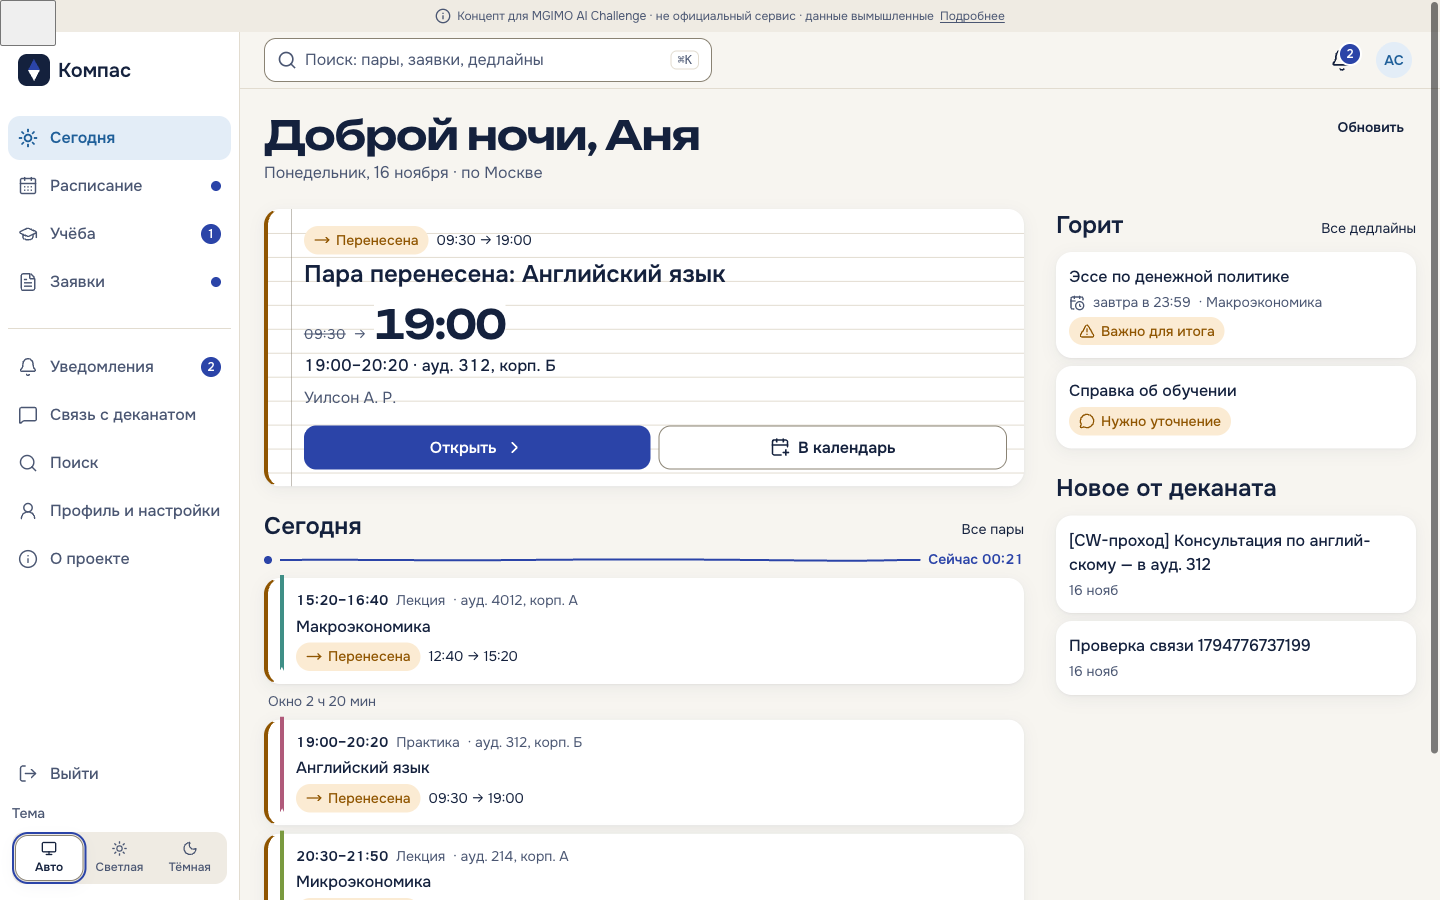 Концепт для MGIMO AI Challenge · не официальный сервис · данные вымышленные Подробнее
Компас
Поиск: пары, заявки, дедлайны
⌘K
2
АС
Сегодня
Расписание
Учёба
1
Заявки
Уведомления
2
Связь с деканатом
Поиск
Профиль и настройки
О проекте
Выйти
Тема
Авто
Светлая
Тёмная
Доброй ночи, Аня
Обновить
Понедельник, 16 ноября · по Москве
→ Перенесена 09:30 → 19:00
Пара перенесена: Английский язык
09:30 → 19:00
19:00–20:20 · ауд. 312, корп. Б
Уилсон А. Р.
Открыть
В календарь
Сегодня
Все пары
Сейчас 00:21
15:20–16:40 Лекция · ауд. 4012, корп. А
Макроэкономика
→ Перенесена 12:40 → 15:20
Окно 2 ч 20 мин
19:00–20:20 Практика · ауд. 312, корп. Б
Английский язык
→ Перенесена 09:30 → 19:00
20:30–21:50 Лекция · ауд. 214, корп. А
Микроэкономика
Горит
Все дедлайны
Эссе по денежной политике
завтра в 23:59 · Макроэкономика
Важно для итога
Справка об обучении
Нужно уточнение
Новое от деканата
[CW-проход] Консультация по англий-
скому — в ауд. 312
16 нояб
Проверка связи 1794776737199
16 нояб